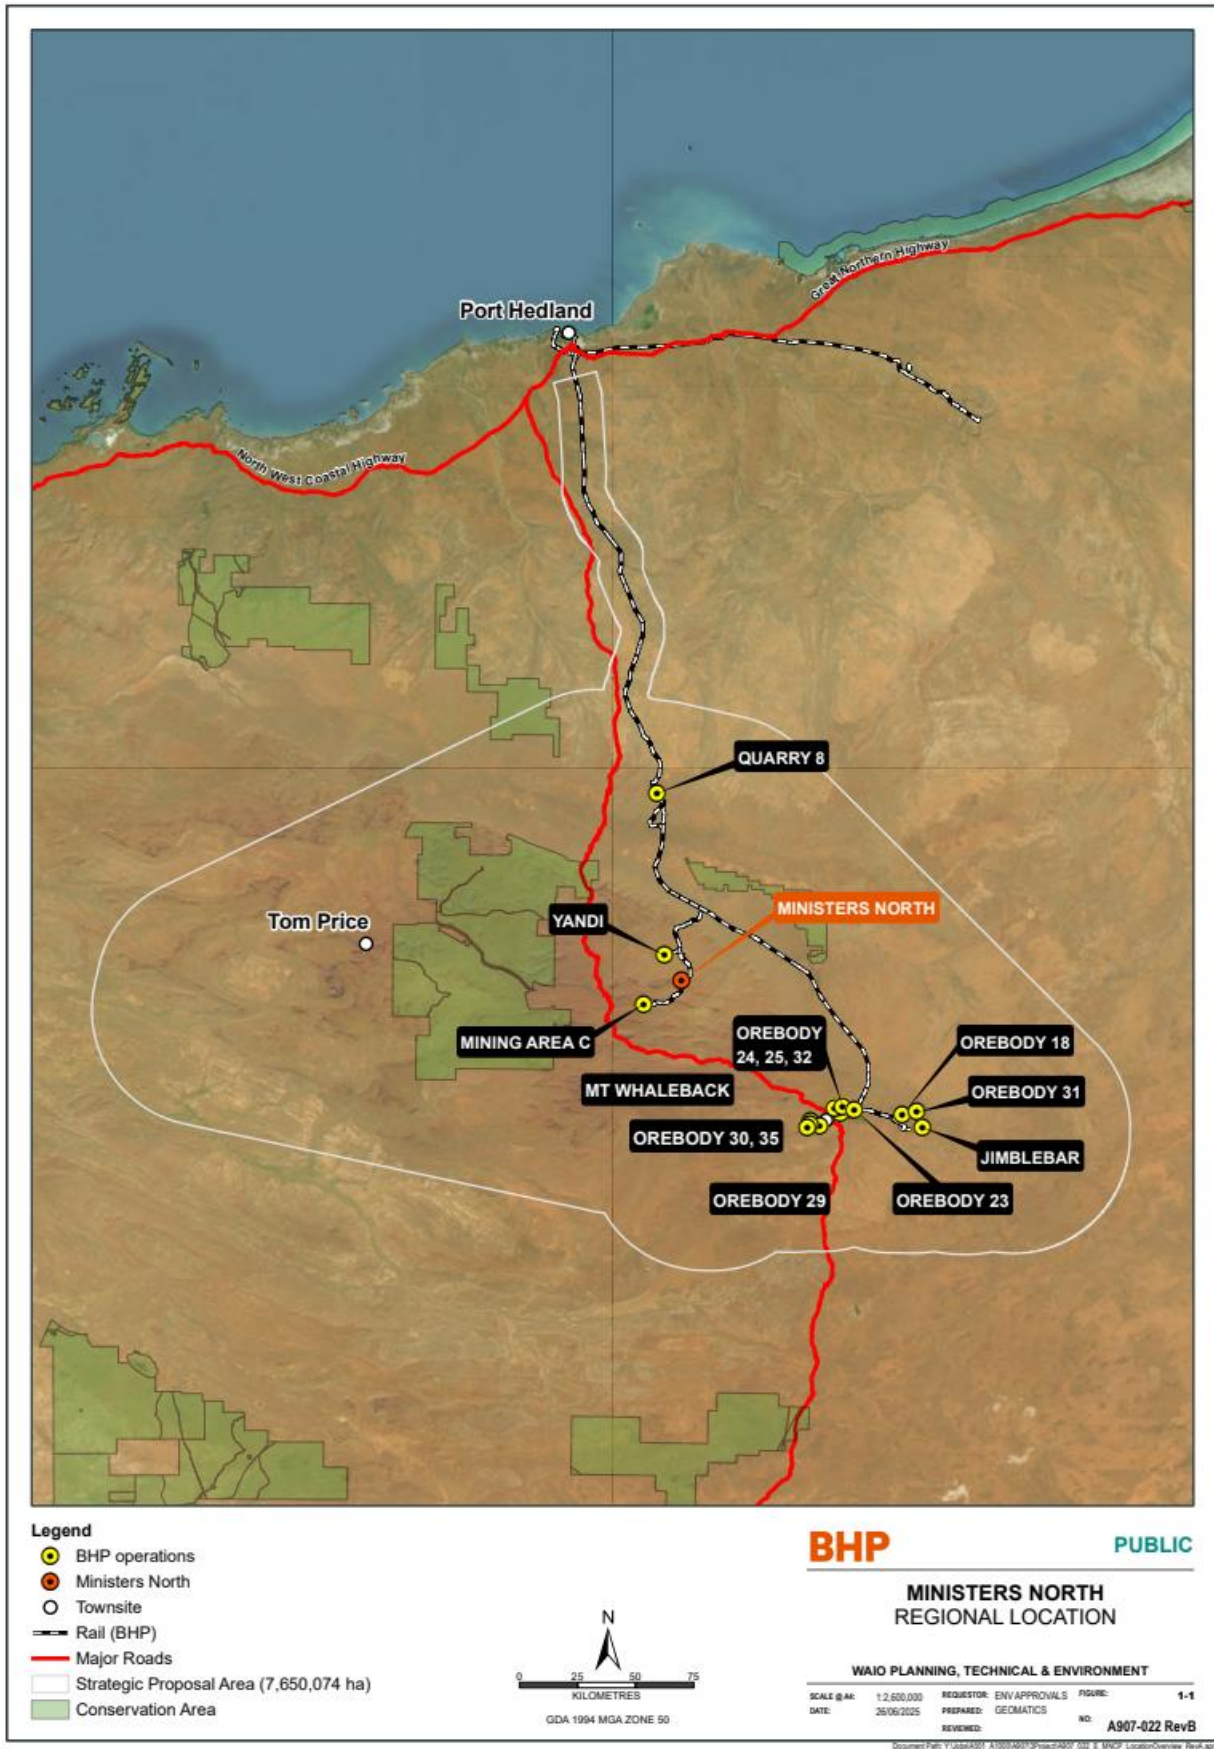 Port Hedland
Great Northern Highway
North West Coastal Highway
QUARRY 8
MINISTERS NORTH
YANDI
Tom Price
MINING AREA C
OREBODY
24, 25, 32
OREBODY 18
MT WHALEBACK
OREBODY 31
OREBODY 30, 35
JIMBLEBAR
OREBODY 29
OREBODY 23
Legend
BHP operations
Ministers North
Townsite
Rail (BHP)
Major Roads
Strategic Proposal Area (7,650,074 ha)
Conservation Area
N
0 25 50 75
KILOMETRES
GDA 1994 MGA ZONE 50
BHP
PUBLIC
MINISTERS NORTH
REGIONAL LOCATION
WAIO PLANNING, TECHNICAL & ENVIRONMENT
SCALE @ A4: 1:2,600,000 REQUESTOR: ENV APPROVALS FIGURE: 1-1
DATE: 26/06/2025 PREPARED: GEOMATICS
REVIEWED: NO: A907-022 RevB
Document Path: